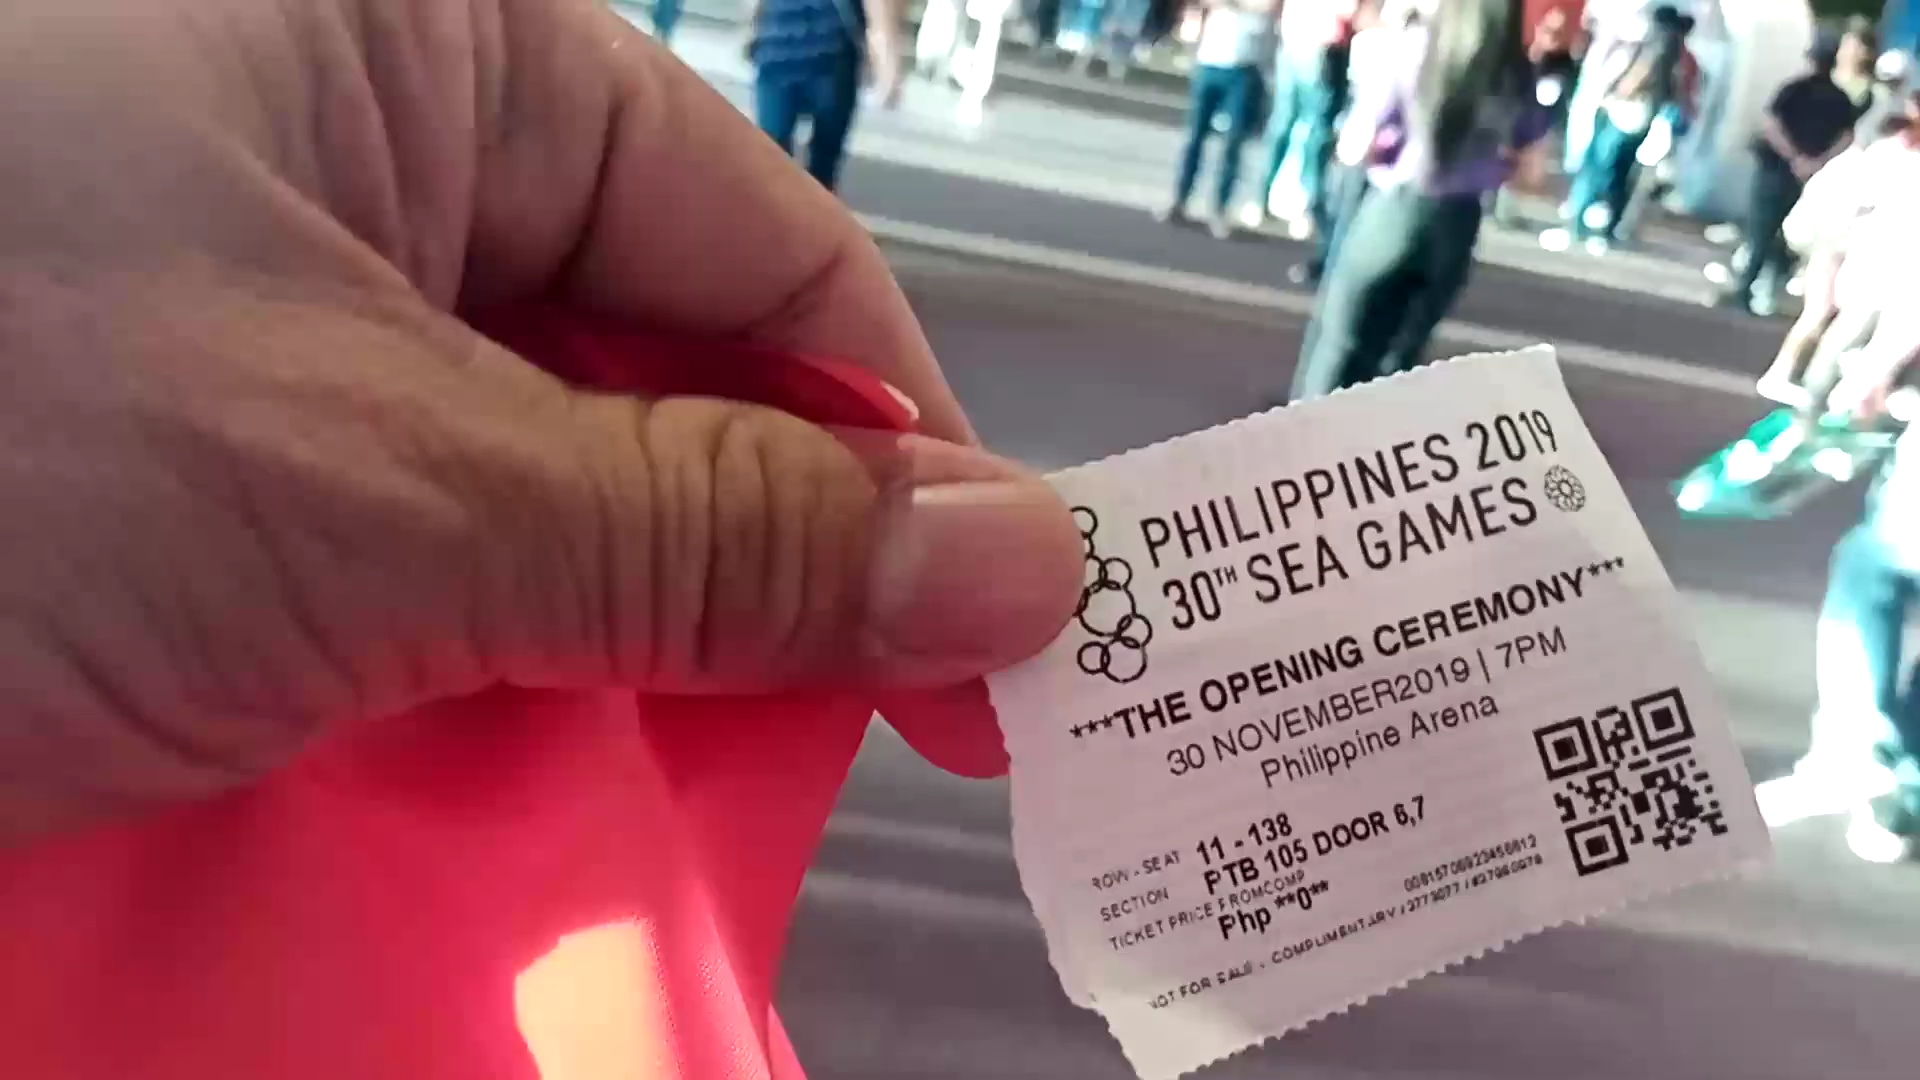 PHILIPPINES 2019
30TH SEA GAMES
***THE OPENING CEREMONY***
30 NOVEMBER2019 | 7PM
Philippine Arena
ROW - SEAT 11 - 138
SECTION PTB 105 DOOR 6,7
TICKET PRICE FROMCOMP
Php **0**
NOT FOR SALE - COMPLIMENTARY